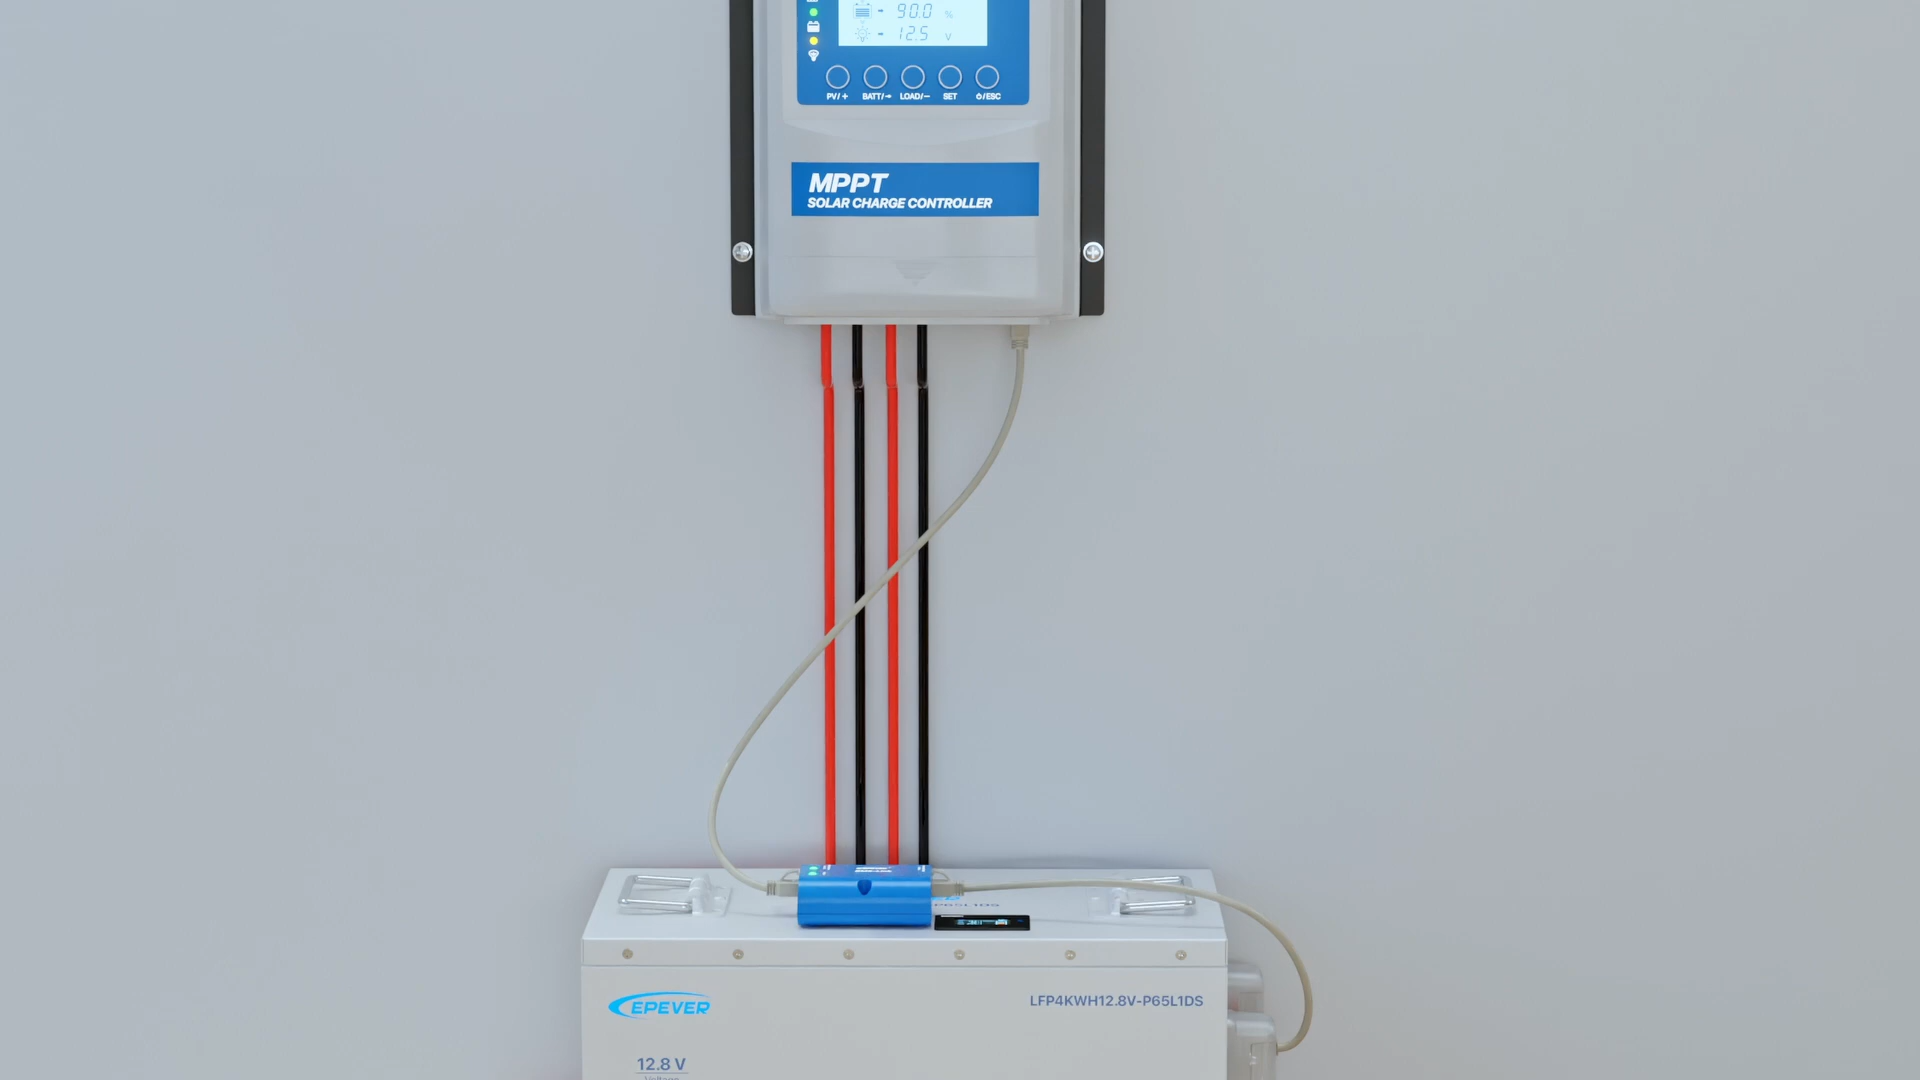 90.0 %
12.5 V
PV/+ BATT/ LOAD/− SET /ESC
MPPT
SOLAR CHARGE CONTROLLER
EPEVER
LFP4KWH12.8V-P65L1DS
12.8 V
Voltage